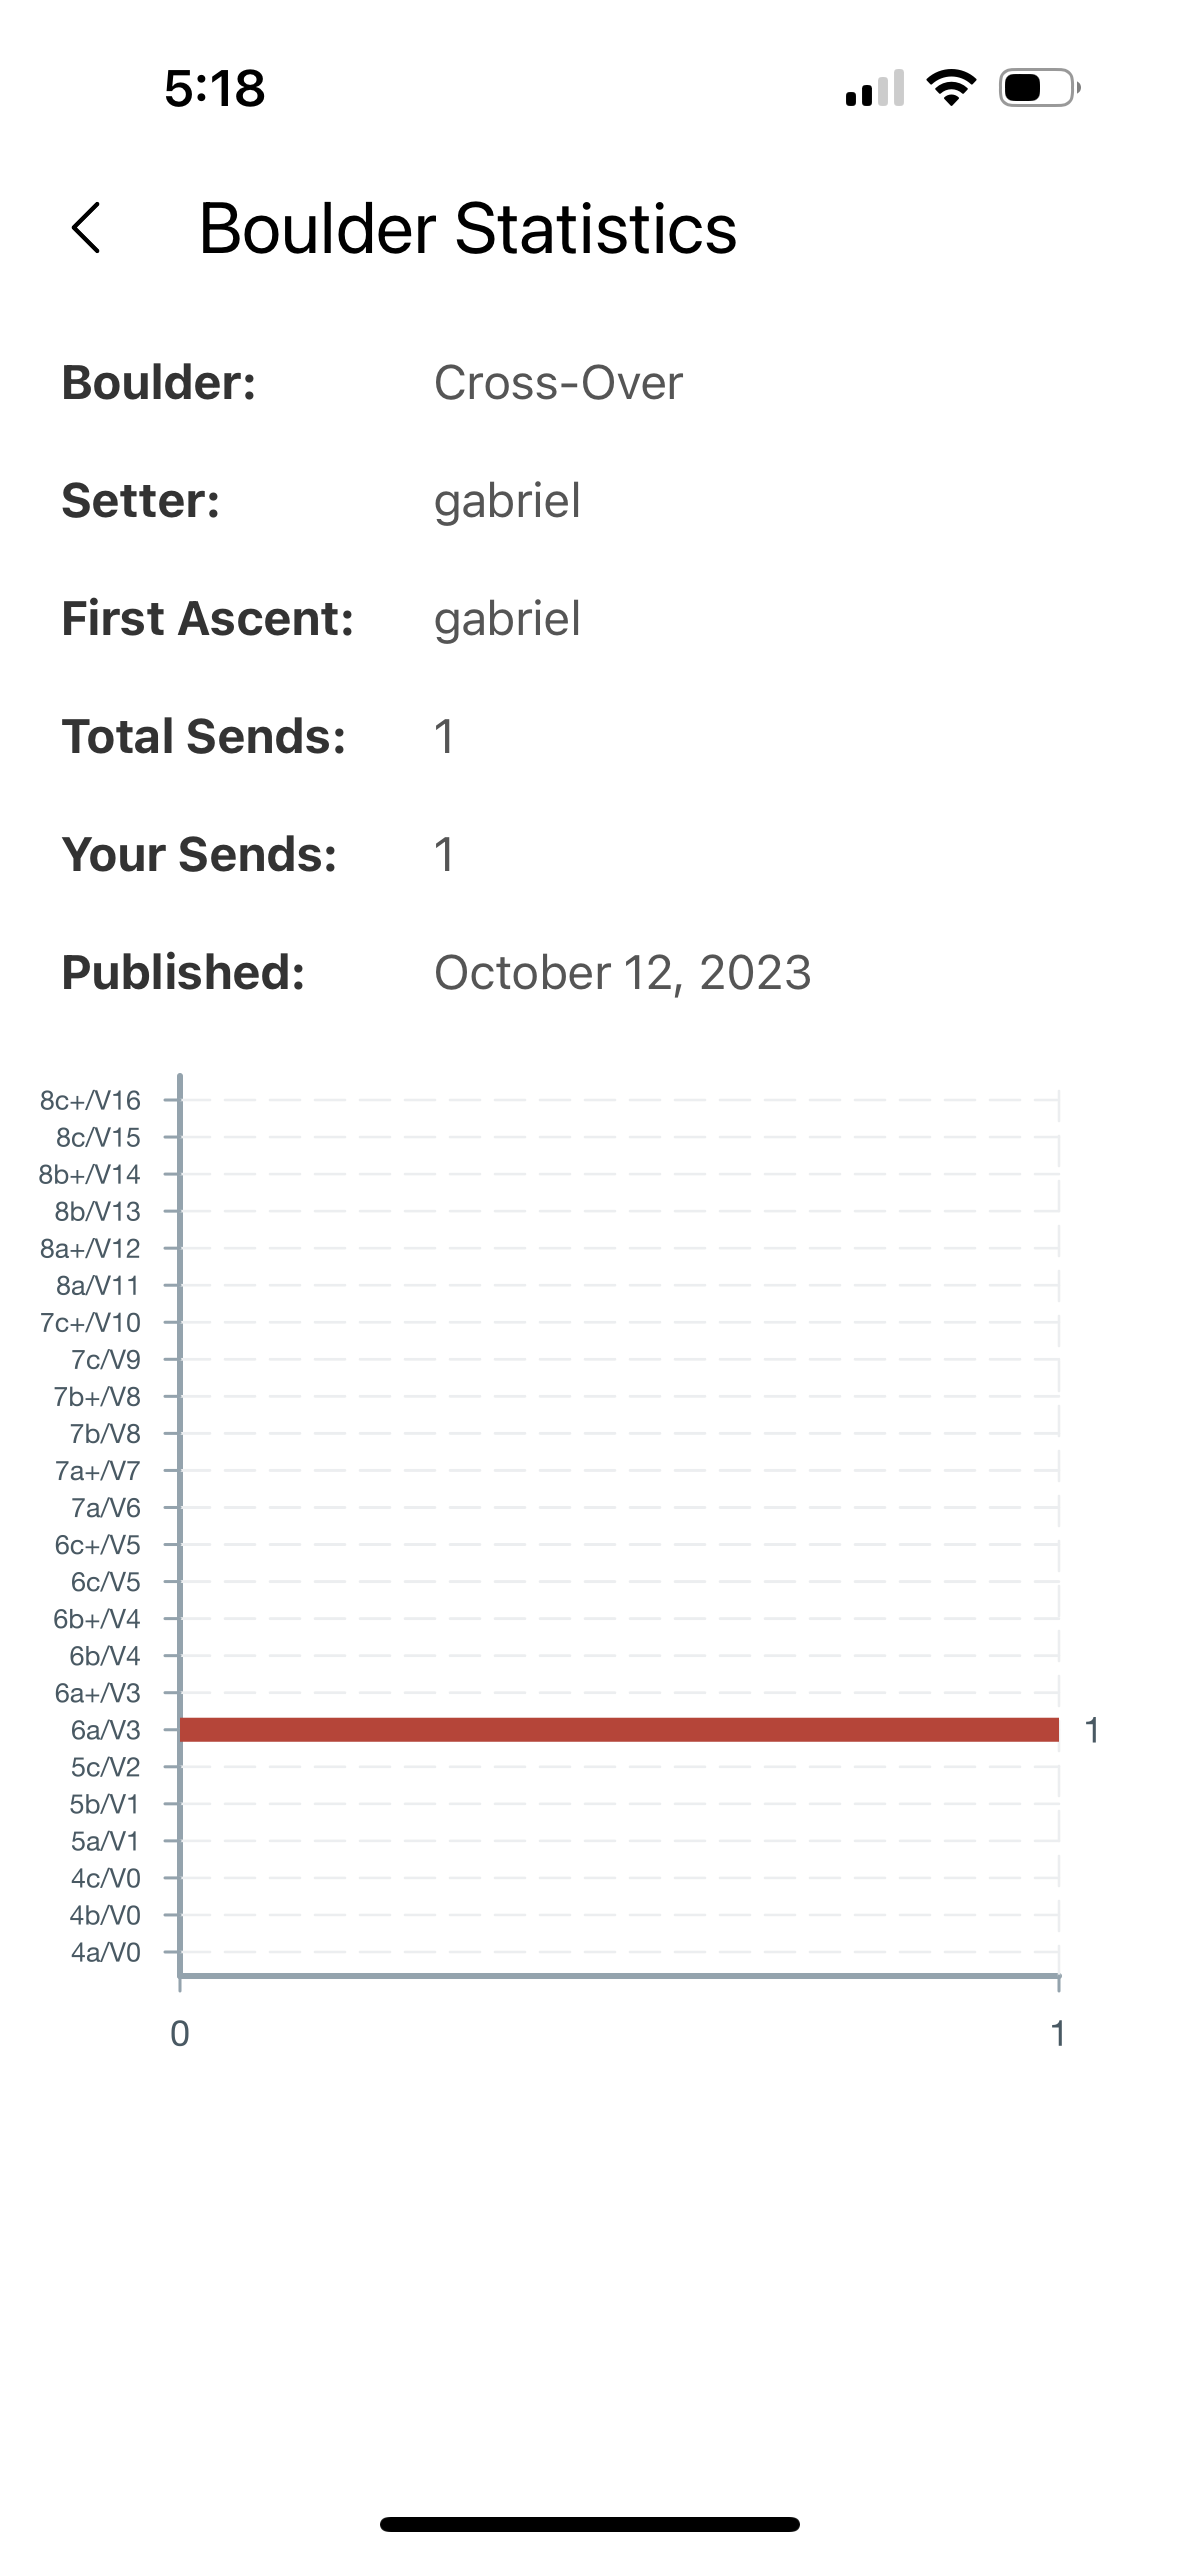 5:18
Boulder Statistics
Boulder: Cross-Over
Setter: gabriel
First Ascent: gabriel
Total Sends: 1
Your Sends: 1
Published: October 12, 2023
8c+/V16
8c/V15
8b+/V14
8b/V13
8a+/V12
8a/V11
7c+/V10
7c/V9
7b+/V8
7b/V8
7a+/V7
7a/V6
6c+/V5
6c/V5
6b+/V4
6b/V4
6a+/V3
6a/V3 1
5c/V2
5b/V1
5a/V1
4c/V0
4b/V0
4a/V0
0 1